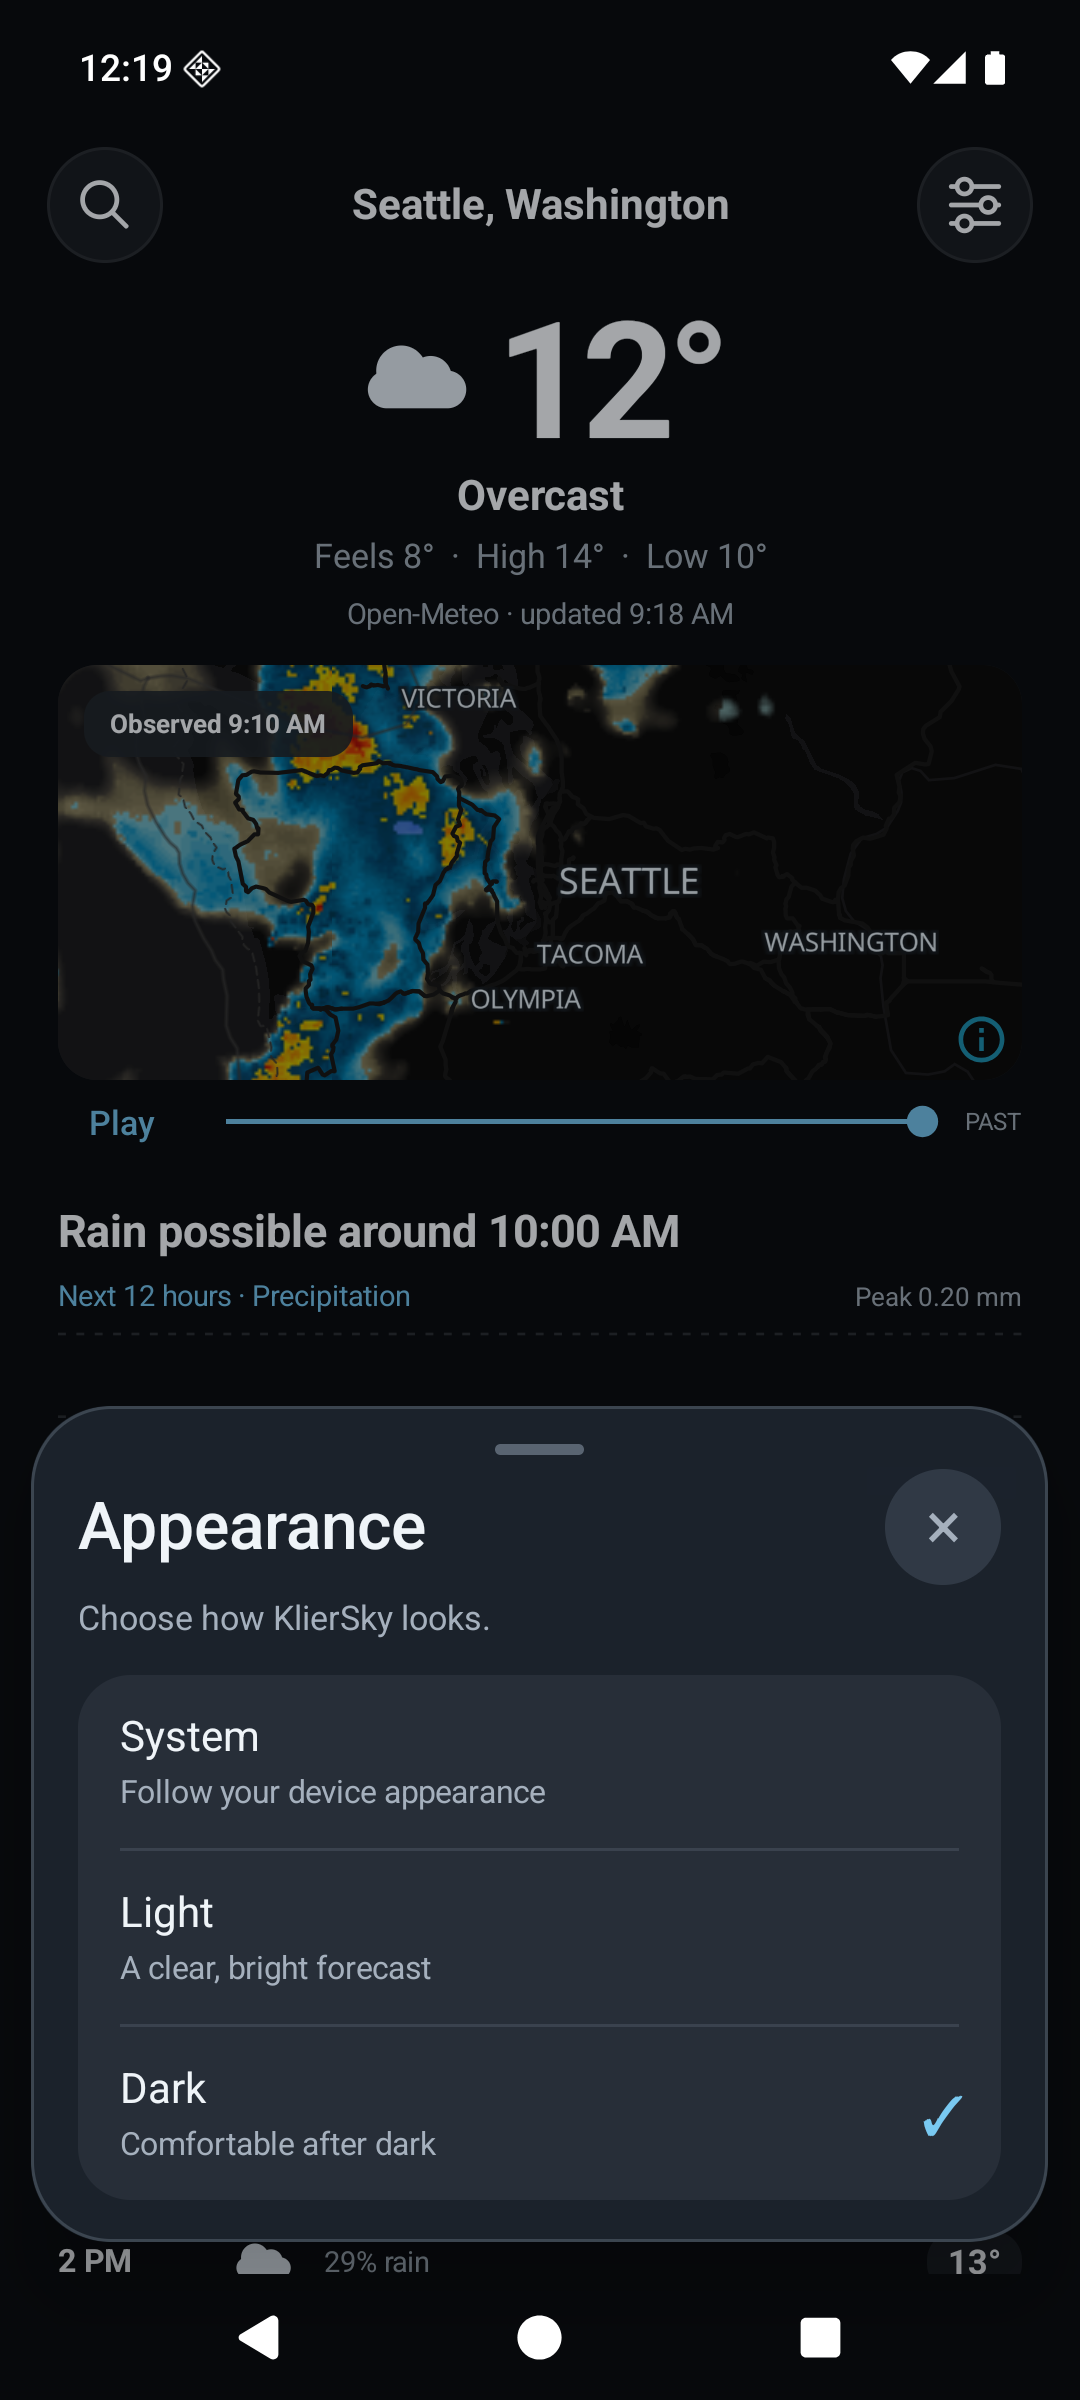 12:19
Seattle, Washington
12°
Overcast
Feels 8° · High 14° · Low 10°
Open-Meteo · updated 9:18 AM
VICTORIA
Observed 9:10 AM
SEATTLE
WASHINGTON
TACOMA
OLYMPIA
Play
PAST
Rain possible around 10:00 AM
Next 12 hours · Precipitation
Peak 0.20 mm
Appearance
Choose how KlierSky looks.
System
Follow your device appearance
Light
A clear, bright forecast
Dark
Comfortable after dark
2 PM
29% rain
13°